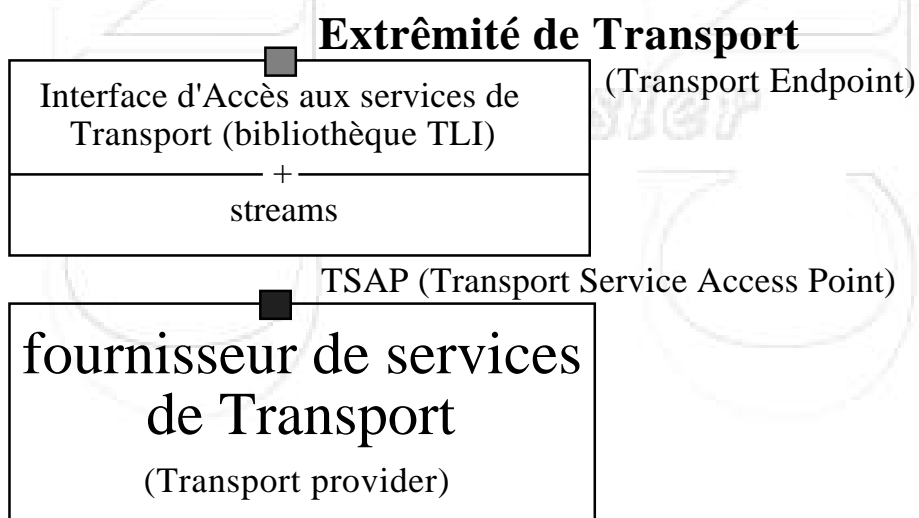 Extrêmité de Transport
(Transport Endpoint)
Interface d'Accès aux services de
Transport (bibliothèque TLI)
+
streams
TSAP (Transport Service Access Point)
fournisseur de services
de Transport
(Transport provider)